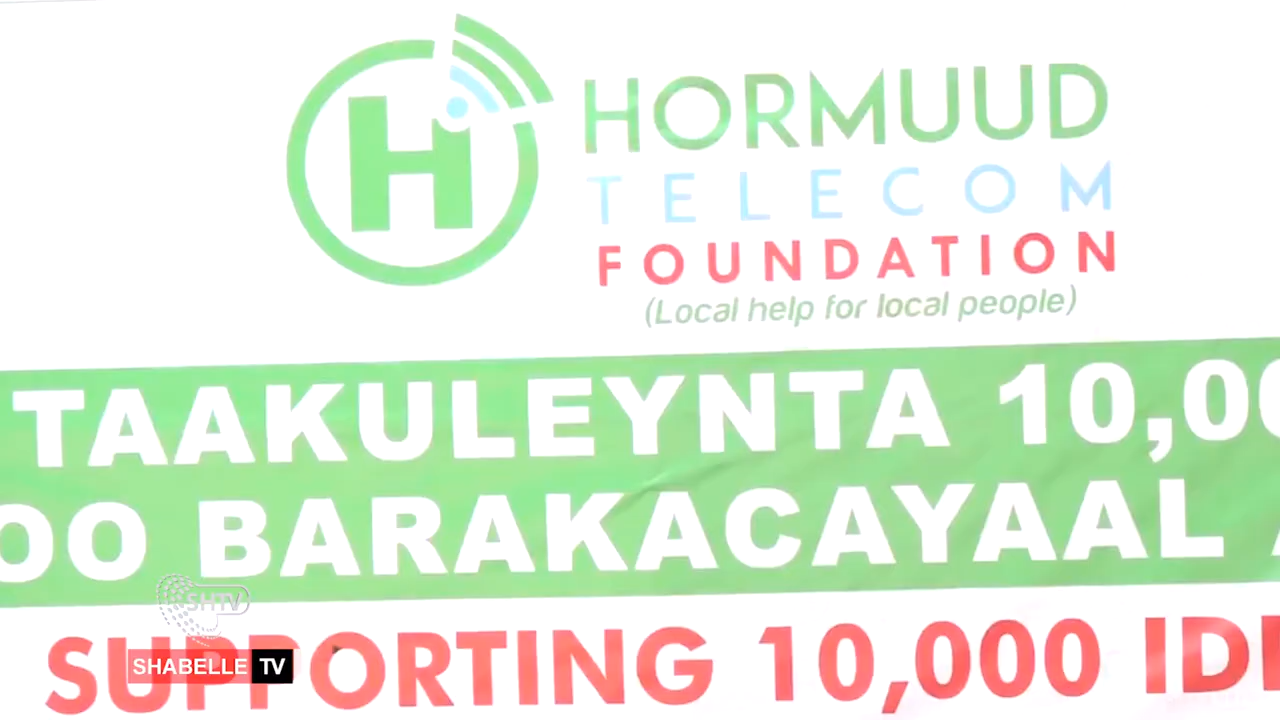 HORMUUD
TELECOM
FOUNDATION
(Local help for local people)
TAAKULEYNTA 10,00
OO BARAKACAYAAL
SUPPORTING 10,000 ID
SHTV
SHABELLE TV